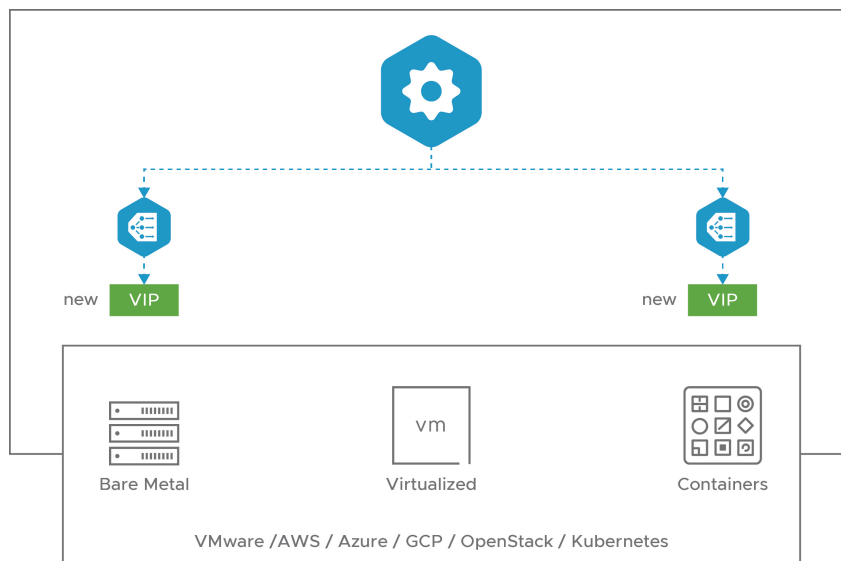 new VIP
new VIP
vm
Bare Metal
Virtualized
Containers
VMware /AWS / Azure / GCP / OpenStack / Kubernetes